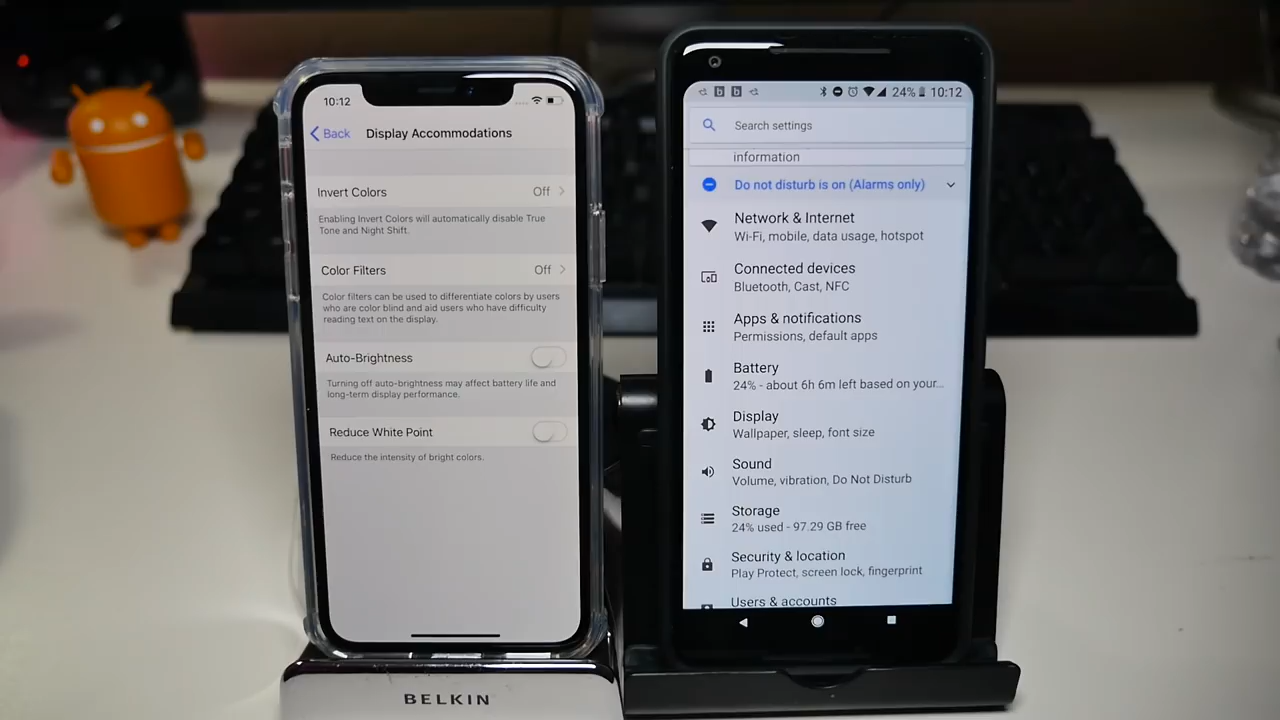 10:12
Back
Display Accommodations
Invert Colors
Off
Enabling Invert Colors will automatically disable True
Tone and Night Shift.
Color Filters
Off
Color filters can be used to differentiate colors by users
who are color blind and aid users who have difficulty
reading text on the display.
Auto-Brightness
Turning off auto-brightness may affect battery life and
long-term display performance.
Reduce White Point
Reduce the intensity of bright colors.
BELKIN
24%
10:12
Search settings
information
Do not disturb is on (Alarms only)
Network & Internet
Wi-Fi, mobile, data usage, hotspot
Connected devices
Bluetooth, Cast, NFC
Apps & notifications
Permissions, default apps
Battery
24% - about 6h 6m left based on your...
Display
Wallpaper, sleep, font size
Sound
Volume, vibration, Do Not Disturb
Storage
24% used - 97.29 GB free
Security & location
Play Protect, screen lock, fingerprint
Users & accounts